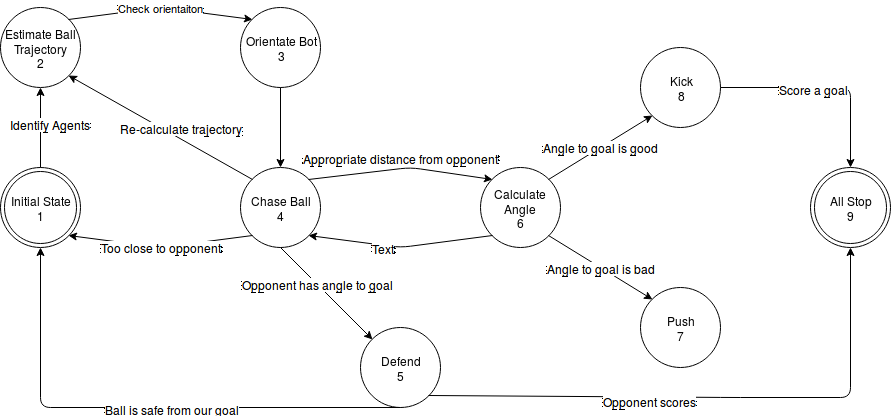 Check orientaiton
Estimate Ball
Trajectory
2
Orientate Bot
3
Kick
8
Score a goal
Identify Agents
Re-calculate trajectory
Angle to goal is good
Appropriate distance from opponent
Initial State
1
Chase Ball
4
Calculate
Angle
6
All Stop
9
Too close to opponent
Text
Angle to goal is bad
Opponent has angle to goal
Push
7
Defend
5
Ball is safe from our goal
Opponent scores